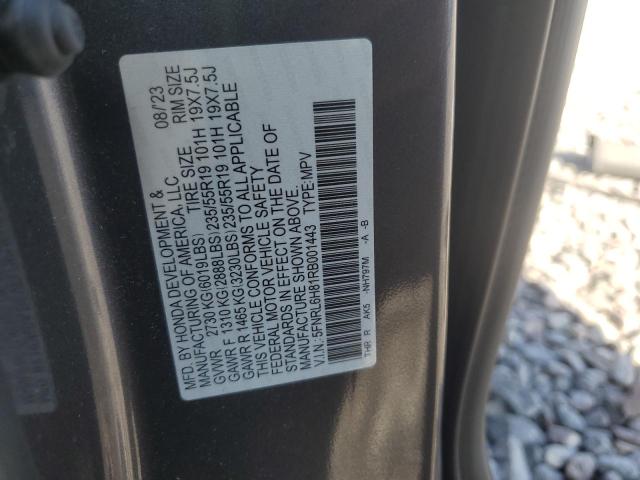 MFD. BY HONDA DEVELOPMENT & 08/'23
MANUFACTURING OF AMERICA, LLC
TIRE SIZE RIM SIZE
GVWR 2730 KG(6019LBS)
GAWR F 1310 KG(2889LBS)235/55R19 101H 19X7.5J
GAWR R 1465 KG(3230LBS)235/55R19 101H 19X7.5J
THIS VEHICLE CONFORMS TO ALL APPLICABLE
FEDERAL MOTOR VEHICLE SAFETY
STANDARDS IN EFFECT ON THE DATE OF
MANUFACTURE SHOWN ABOVE.
V.I.N.: 5FNRL6H81RB001443 TYPE:MPV
THR R AK5 -NH797M -A -B